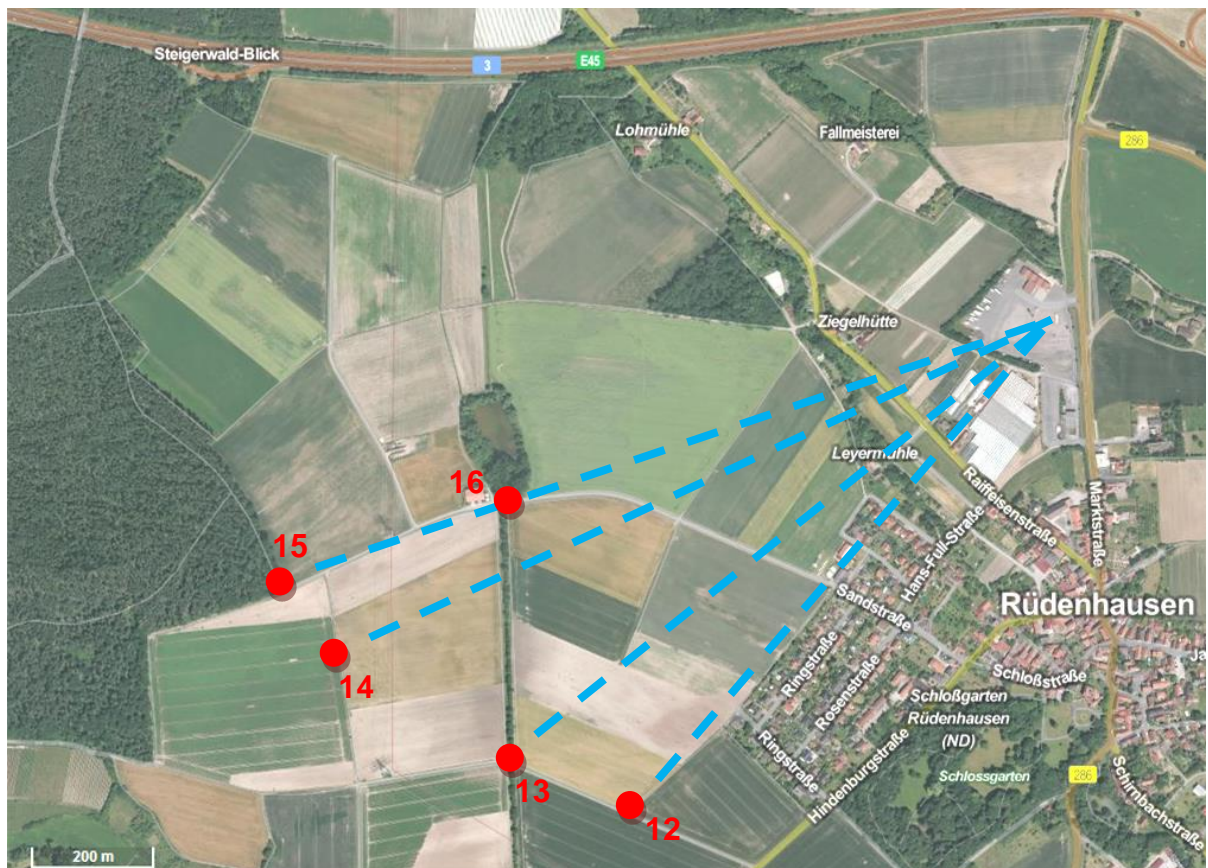 Steigerwald-Blick
3
E45
Lohmühle
Fallmeisterei
286
Ziegelhütte
Leyermühle
16
15
14
13
12
Raiffeisenstraße
Marktstraße
Hans-Full-Straße
Sandstraße
Rüdenhausen
Ringstraße
Rosenstraße
Ringstraße
Schloßstraße
Ja
Schloßgarten
Rüdenhausen
(ND)
Hindenburgstraße
Schlossgarten
286
Schirnbachstraße
200 m